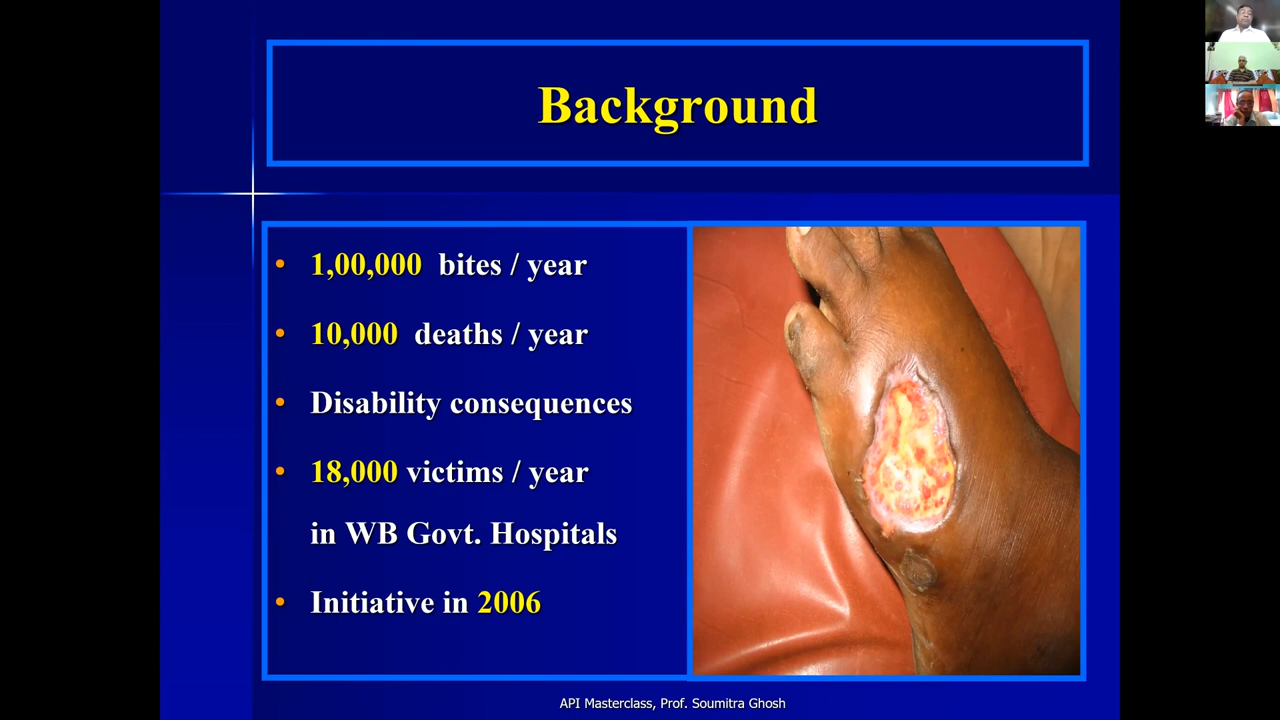 Background
• 1,00,000 bites / year
• 10,000 deaths / year
• Disability consequences
• 18,000 victims / year
in WB Govt. Hospitals
• Initiative in 2006
API Masterclass, Prof. Soumitra Ghosh